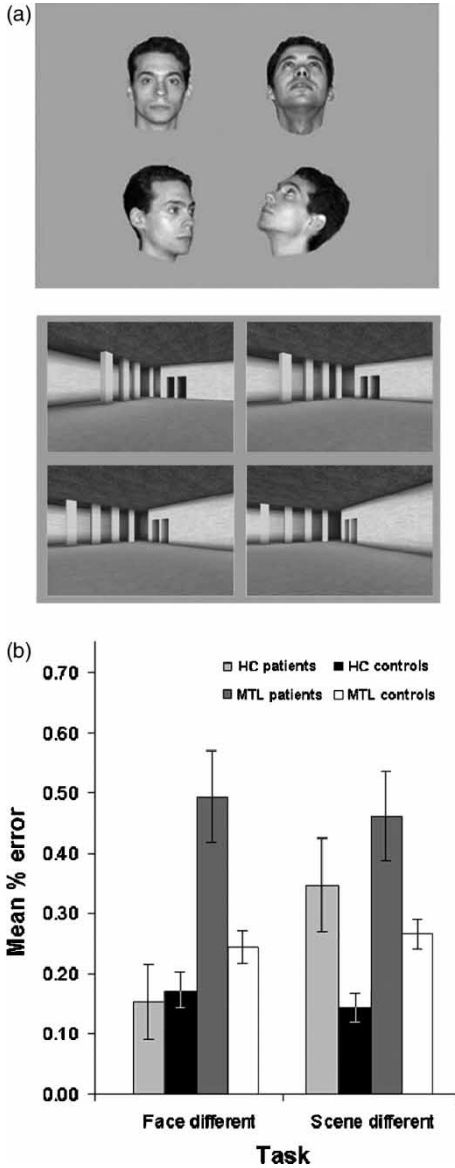 (a)
(b)
0.70
HC patients HC controls
MTL patients MTL controls
0.60
0.50
0.40
0.30
0.20
0.10
0.00
Mean % error
Face different Scene different
Task